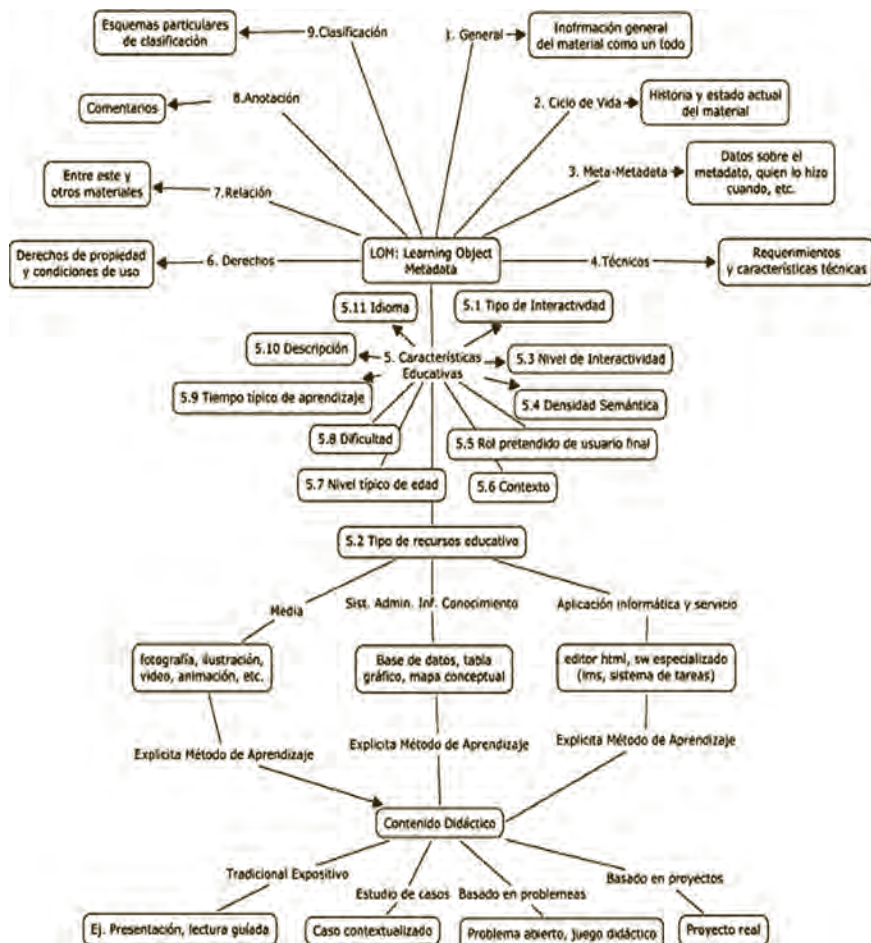 Esquemas particulares
de clasificación
9.Clasificación
1. General
Inofrmación general
del material como un todo
Comentarios
8.Anotación
2. Ciclo de Vida
Historia y estado actual
del material
Entre este y
otros materiales
7.Relación
3. Meta-Metadata
Datos sobre el
metadato, quien lo hizo
cuando, etc.
Derechos de propiedad
y condiciones de uso
6. Derechos
LOM: Learning Object
Metadata
4.Técnicos
Requerimientos
y características técnicas
5.11 Idioma
5.1 Tipo de Interactivdad
5.10 Descripción
5. Características
Educativas
5.3 Nivel de Interactividad
5.9 Tiempo típico de aprendizaje
5.4 Densidad Semántica
5.8 Dificultad
5.5 Rol pretendido de usuario final
5.7 Nivel típico de edad
5.6 Contexto
5.2 Tipo de recursos educativo
Media
Sist. Admin. Inf. Conocimiento
Aplicación informática y servicio
fotografía, ilustración,
video, animación, etc.
Base de datos, tabla
gráfico, mapa conceptual
editor html, sw especializado
(lms, sistema de tareas)
Explicita Método de Aprendizaje
Explicita Método de Aprendizaje
Explicita Método de Aprendizaje
Contenido Didáctico
Tradicional Expositivo
Estudio de casos
Basado en problemeas
Basado en proyectos
Ej. Presentación, lectura guíada
Caso contextualizado
Problema abierto, juego didáctico
Proyecto real